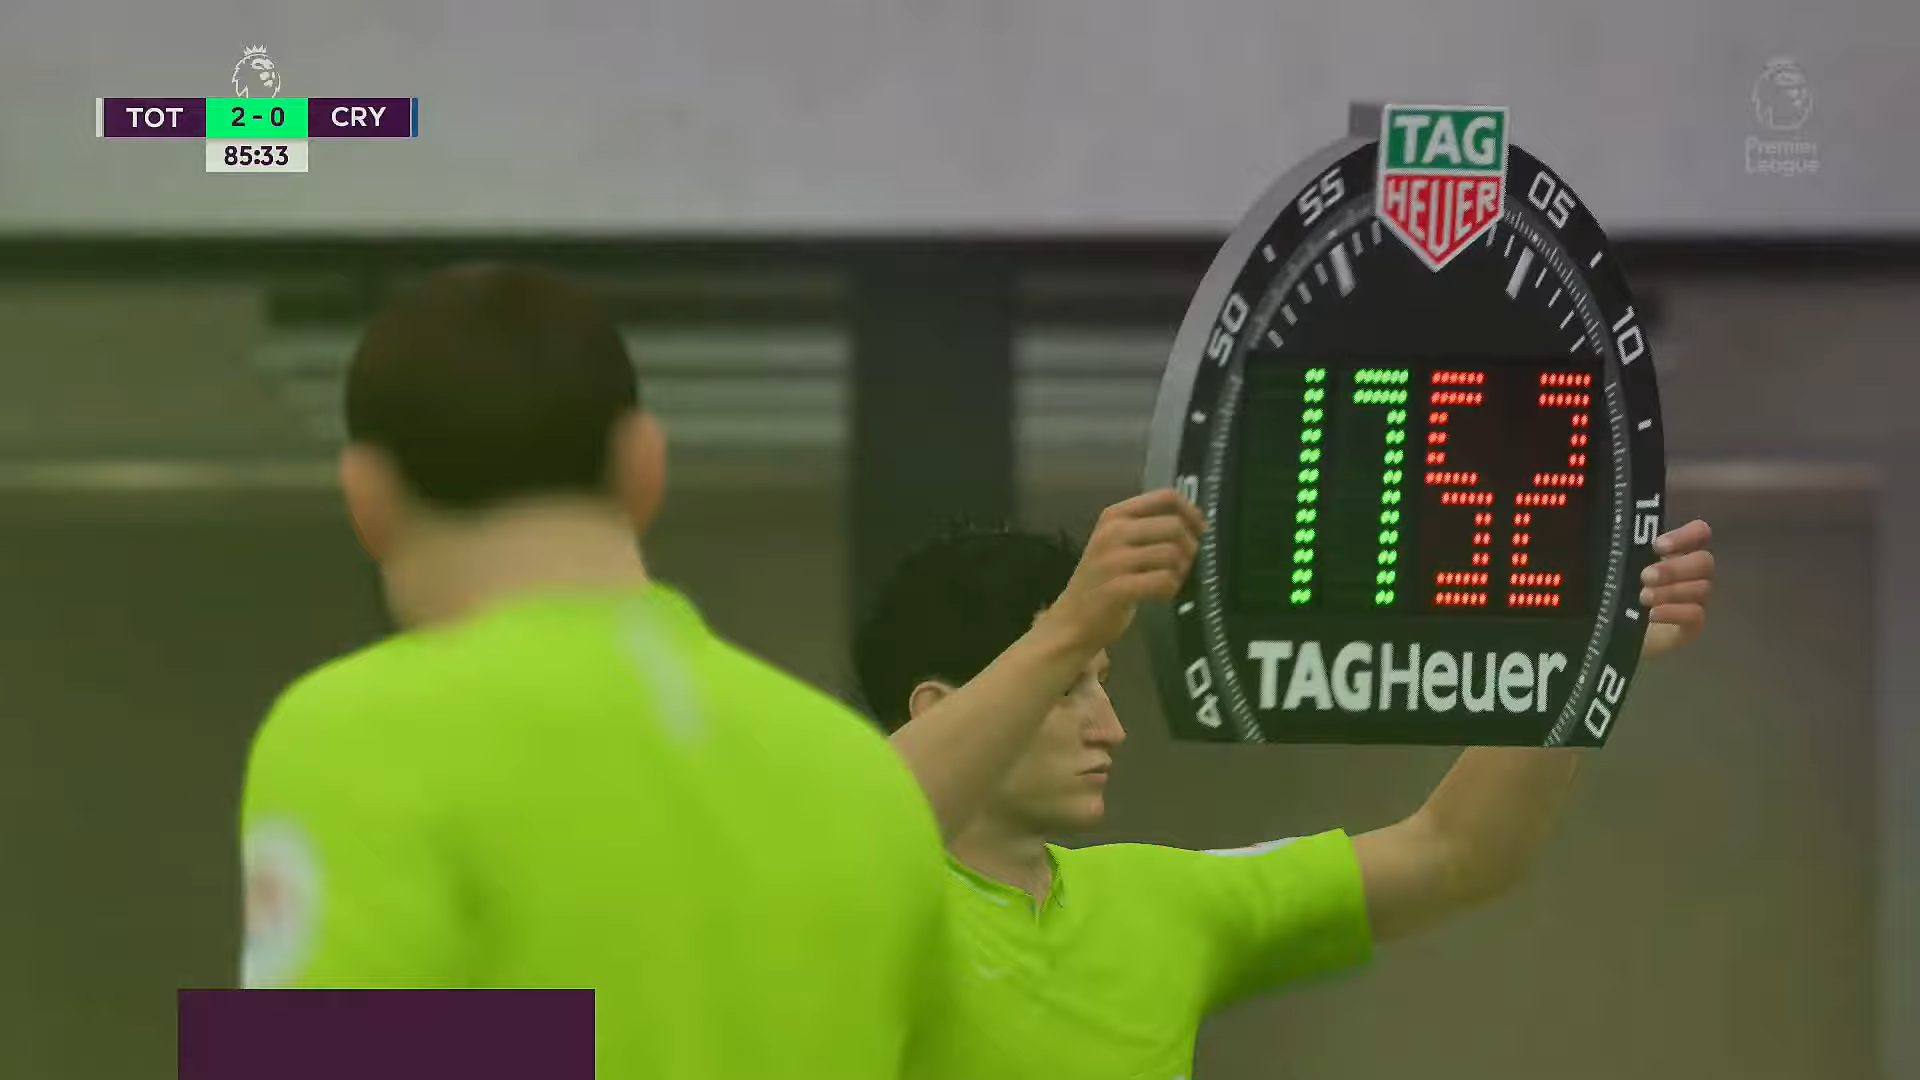 TOT 2 - 0 CRY
85:33
Premier
League
TAG
HEUER
55 05
50 10
15
40 20
17 52
TAGHeuer